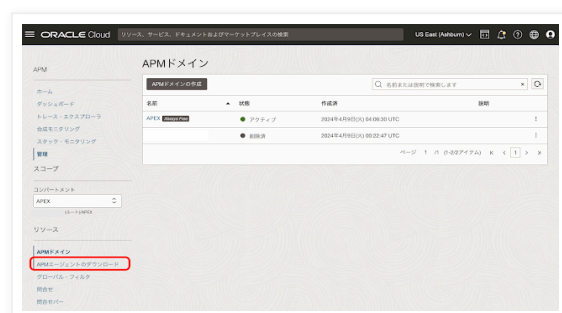 ORACLE Cloud
リソース、サービス、ドキュメントおよびマーケットプレイスの検索
US East (Ashburn)
APM
ホーム
ダッシュボード
トレース・エクスプローラ
合成モニタリング
スタック・モニタリング
管理
スコープ
コンパートメント
APEX
リソース
APMドメイン
APMエージェントのダウンロード
グローバル・フィルタ
問合せ
問合せバー
APMドメイン
APMドメインの作成
名前または説明で検索します
名前 状態 作成済 説明
APEX Always Free アクティブ 2024年4月9日(火) 04:06:30 UTC
削除済 2024年4月9日(火) 00:22:47 UTC
ページ 1 /1 (1-2/2アイテム) 1